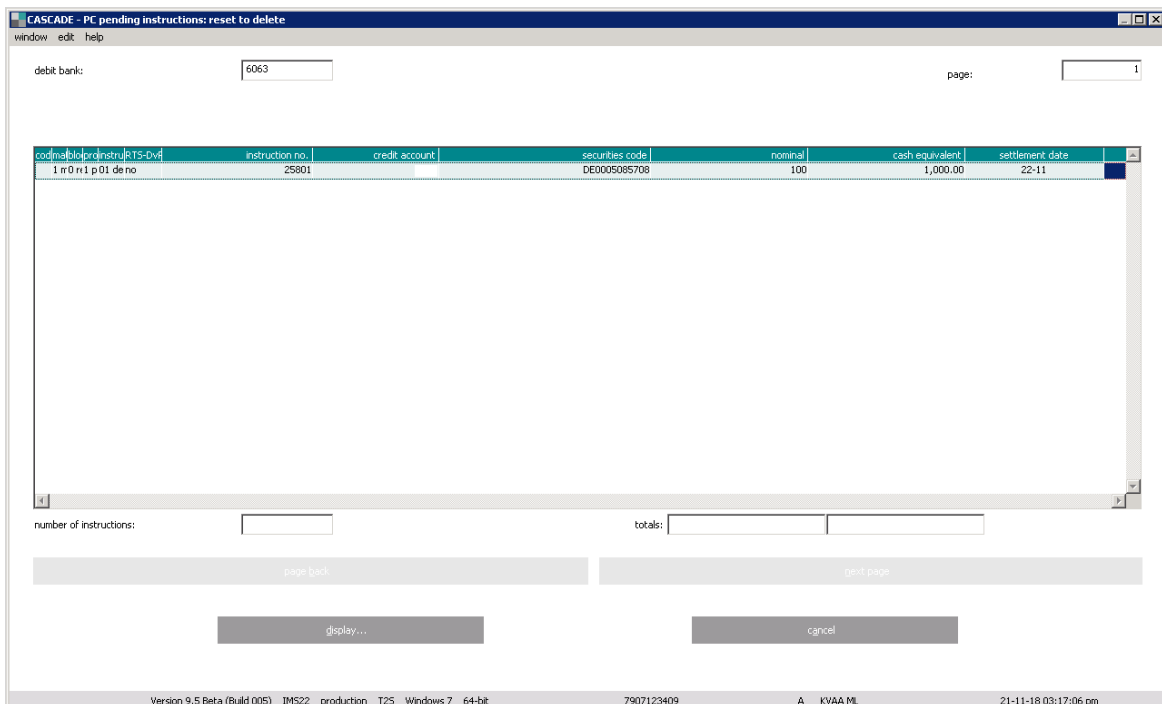 CASCADE - PC pending instructions: reset to delete
window edit help
debit bank: 6063 page: 1
cod mal blo pro instru RTS-DvP instruction no. credit account securities code nominal cash equivalent settlement date
1 m 0 re 1 p 01 de no 25801 DE0005085708 100 1,000.00 22-11
number of instructions: totals:
page back next page
display... cancel
Version 9.5 Beta (Build 005) IMS22 production T2S Windows 7 64-bit 7907123409 A KVAA ML 21-11-18 03:17:06 pm